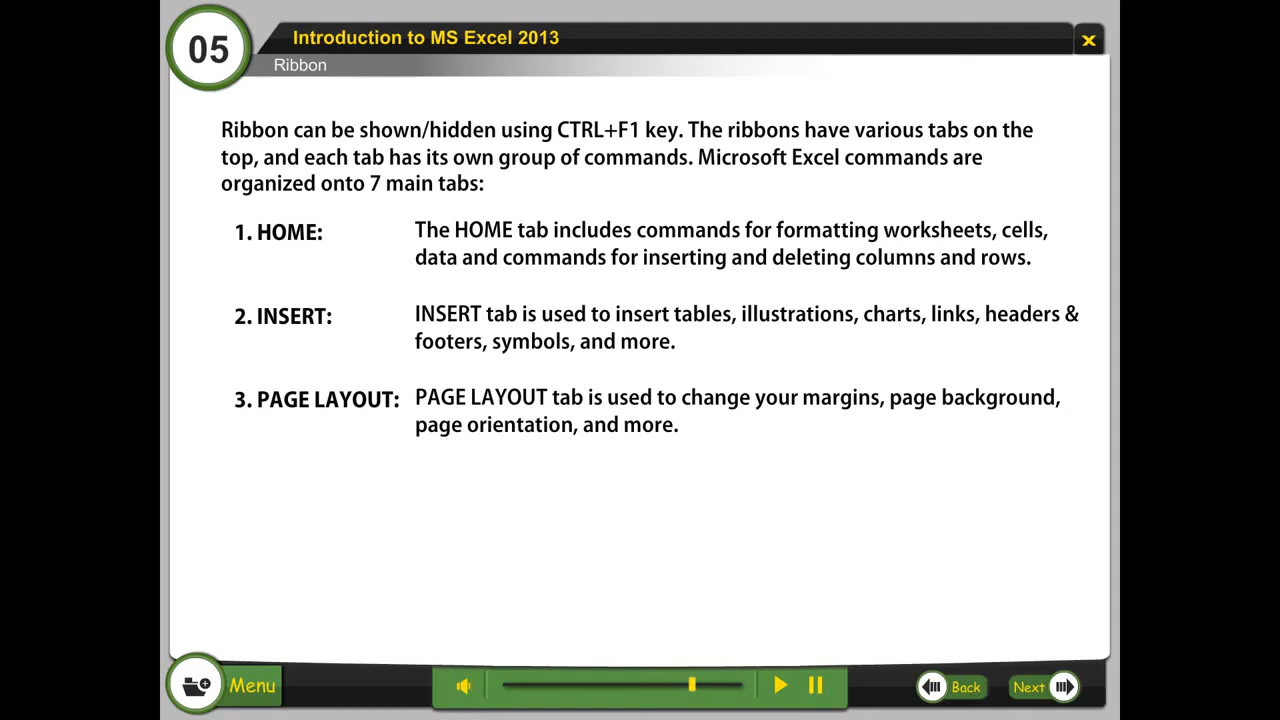 05
Introduction to MS Excel 2013
X
Ribbon
Ribbon can be shown/hidden using CTRL+F1 key. The ribbons have various tabs on the
top, and each tab has its own group of commands. Microsoft Excel commands are
organized onto 7 main tabs:
1. HOME: The HOME tab includes commands for formatting worksheets, cells,
data and commands for inserting and deleting columns and rows.
2. INSERT: INSERT tab is used to insert tables, illustrations, charts, links, headers &
footers, symbols, and more.
3. PAGE LAYOUT: PAGE LAYOUT tab is used to change your margins, page background,
page orientation, and more.
Menu
Back
Next